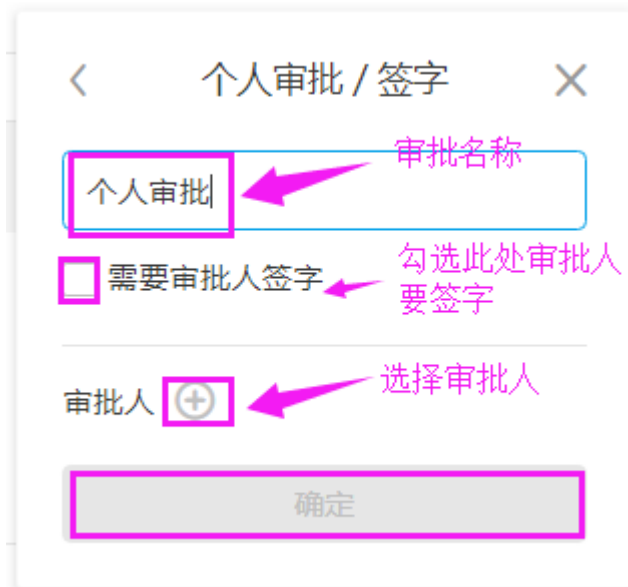 个人审批 / 签字
审批名称
个人审批
需要审批人签字
勾选此处审批人
要签字
审批人
选择审批人
确定